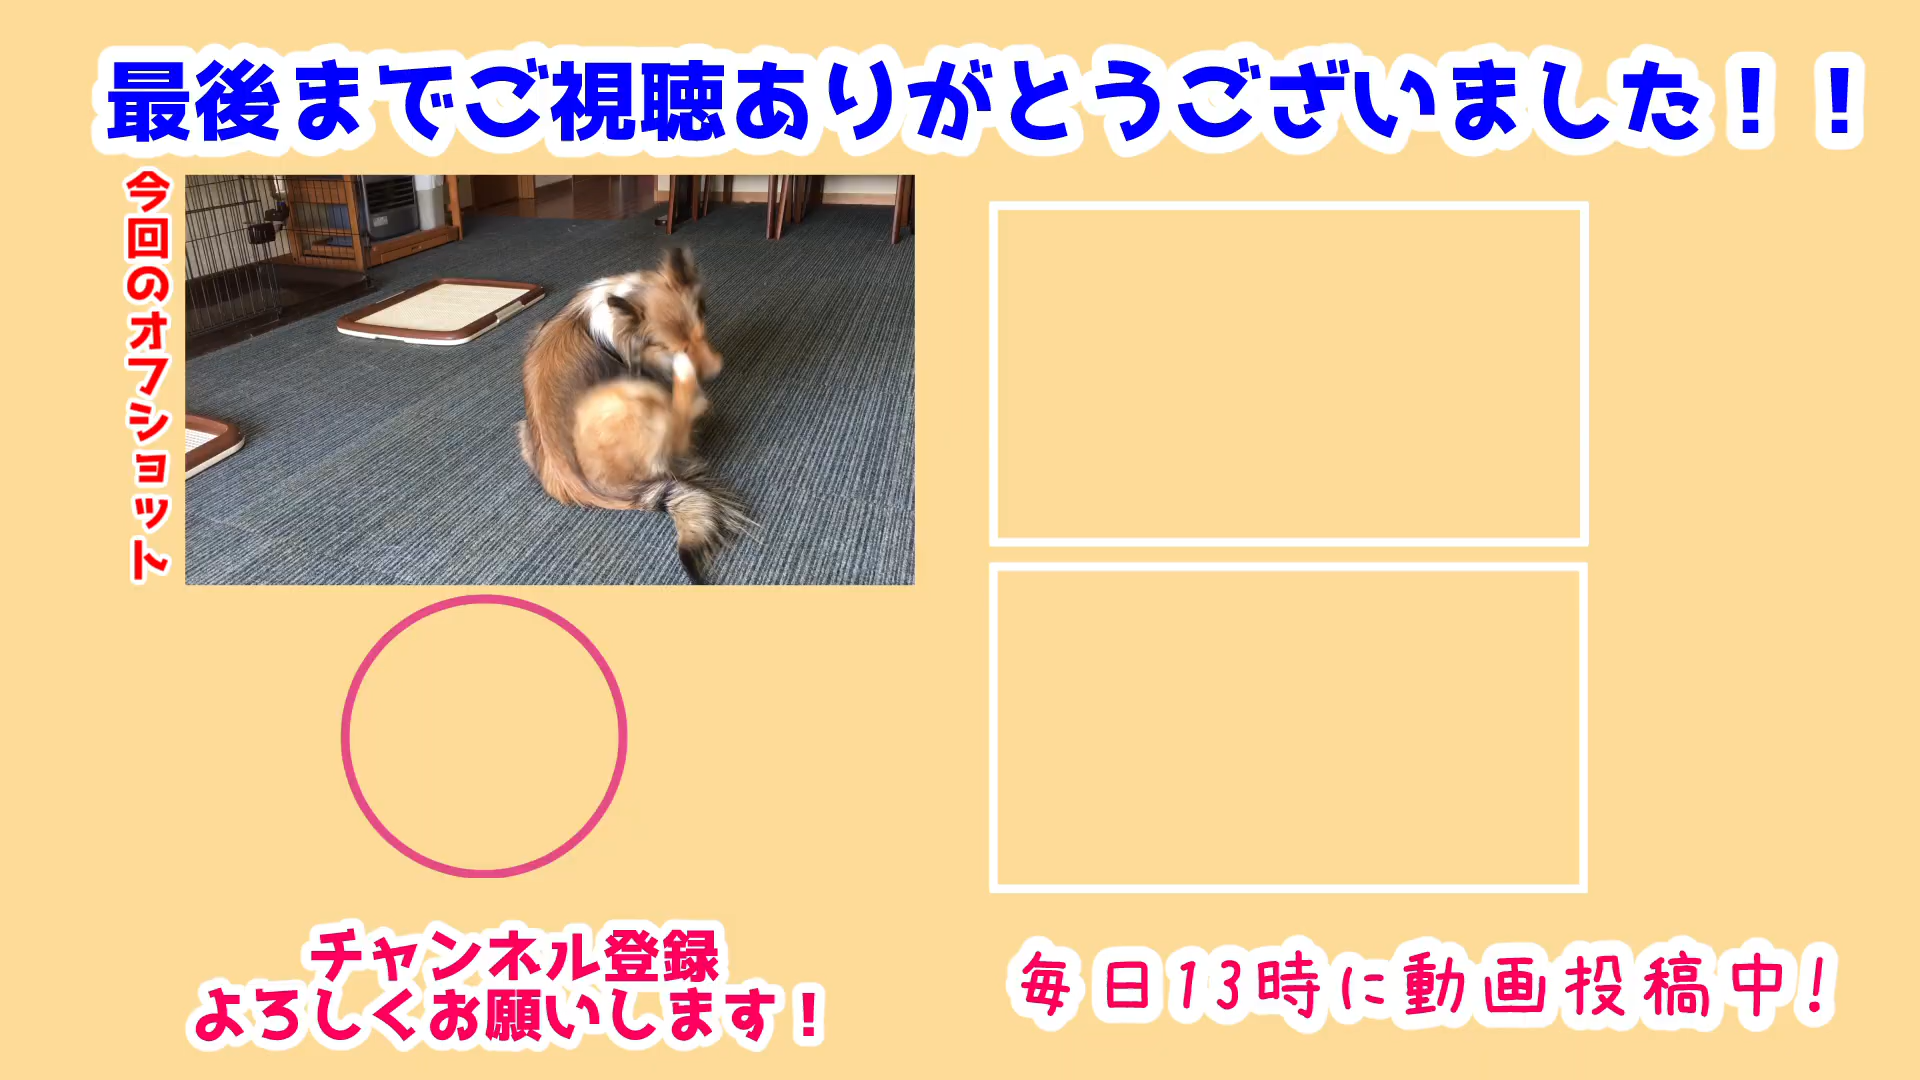 最後までご視聴ありがとうございました！！
今回のオフショット
チャンネル登録
よろしくお願いします！
毎日13時に動画投稿中！